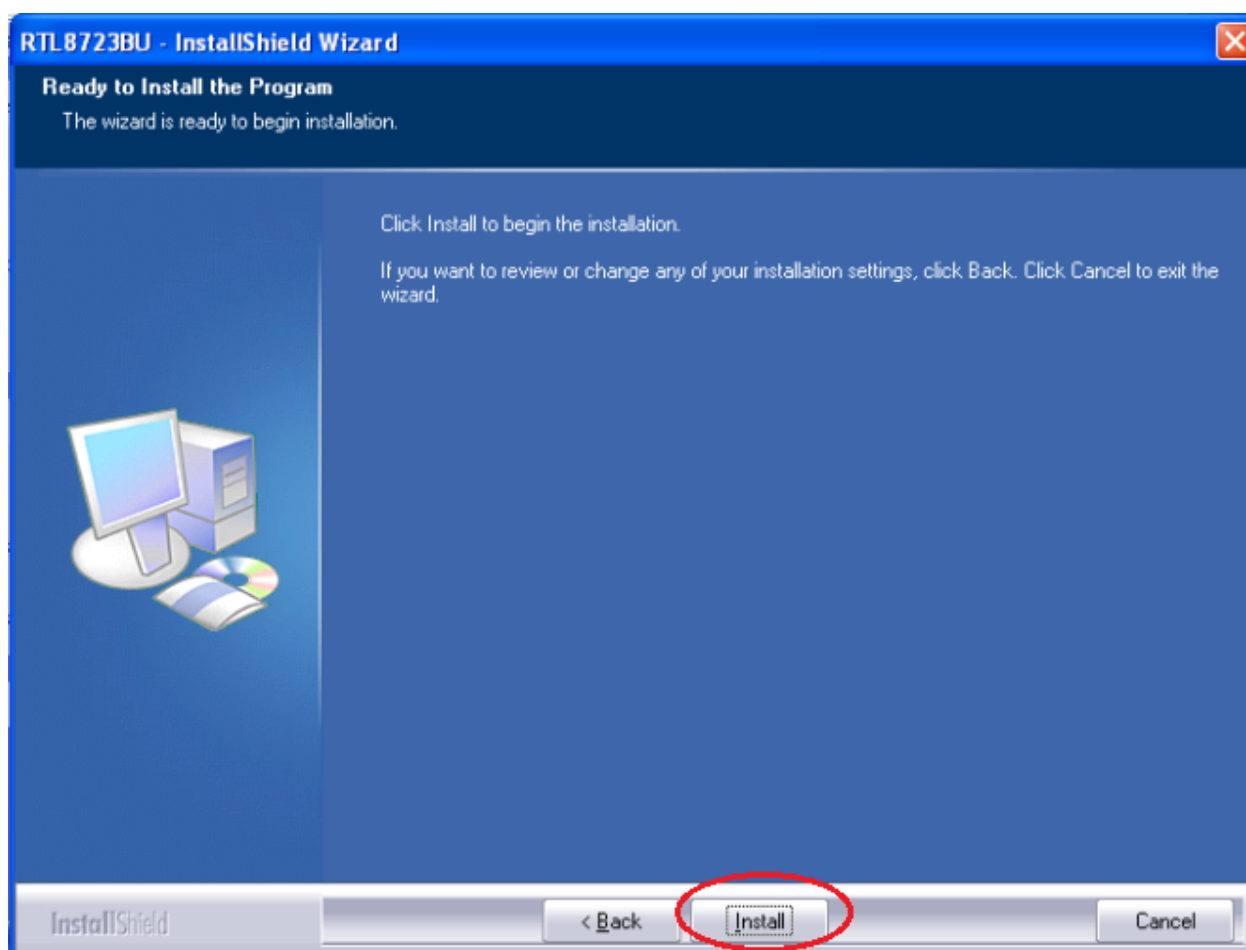 RTL8723BU - InstallShield Wizard
Ready to Install the Program
The wizard is ready to begin installation.
Click Install to begin the installation.
If you want to review or change any of your installation settings, click Back. Click Cancel to exit the
wizard.
InstallShield
< Back
Install
Cancel